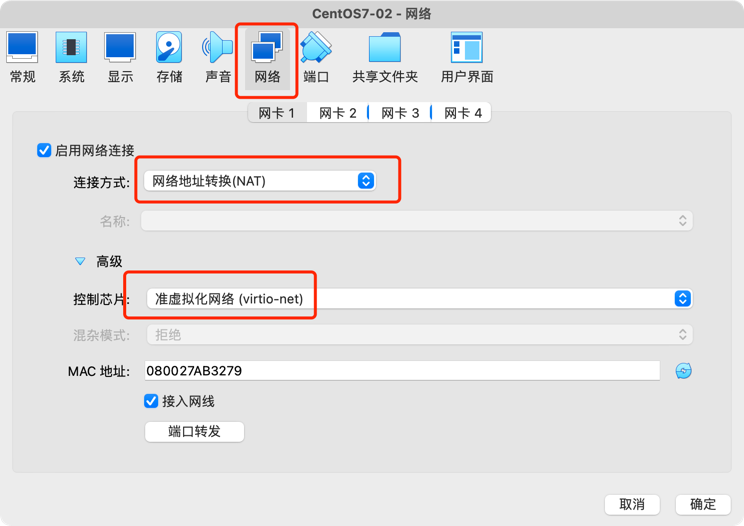 CentOS7-02 - 网络
常规 系统 显示 存储 声音 网络 端口 共享文件夹 用户界面
网卡 1 网卡 2 网卡 3 网卡 4
启用网络连接
连接方式: 网络地址转换(NAT)
名称:
高级
控制芯片: 准虚拟化网络 (virtio-net)
混杂模式: 拒绝
MAC 地址: 080027AB3279
接入网线
端口转发
取消 确定